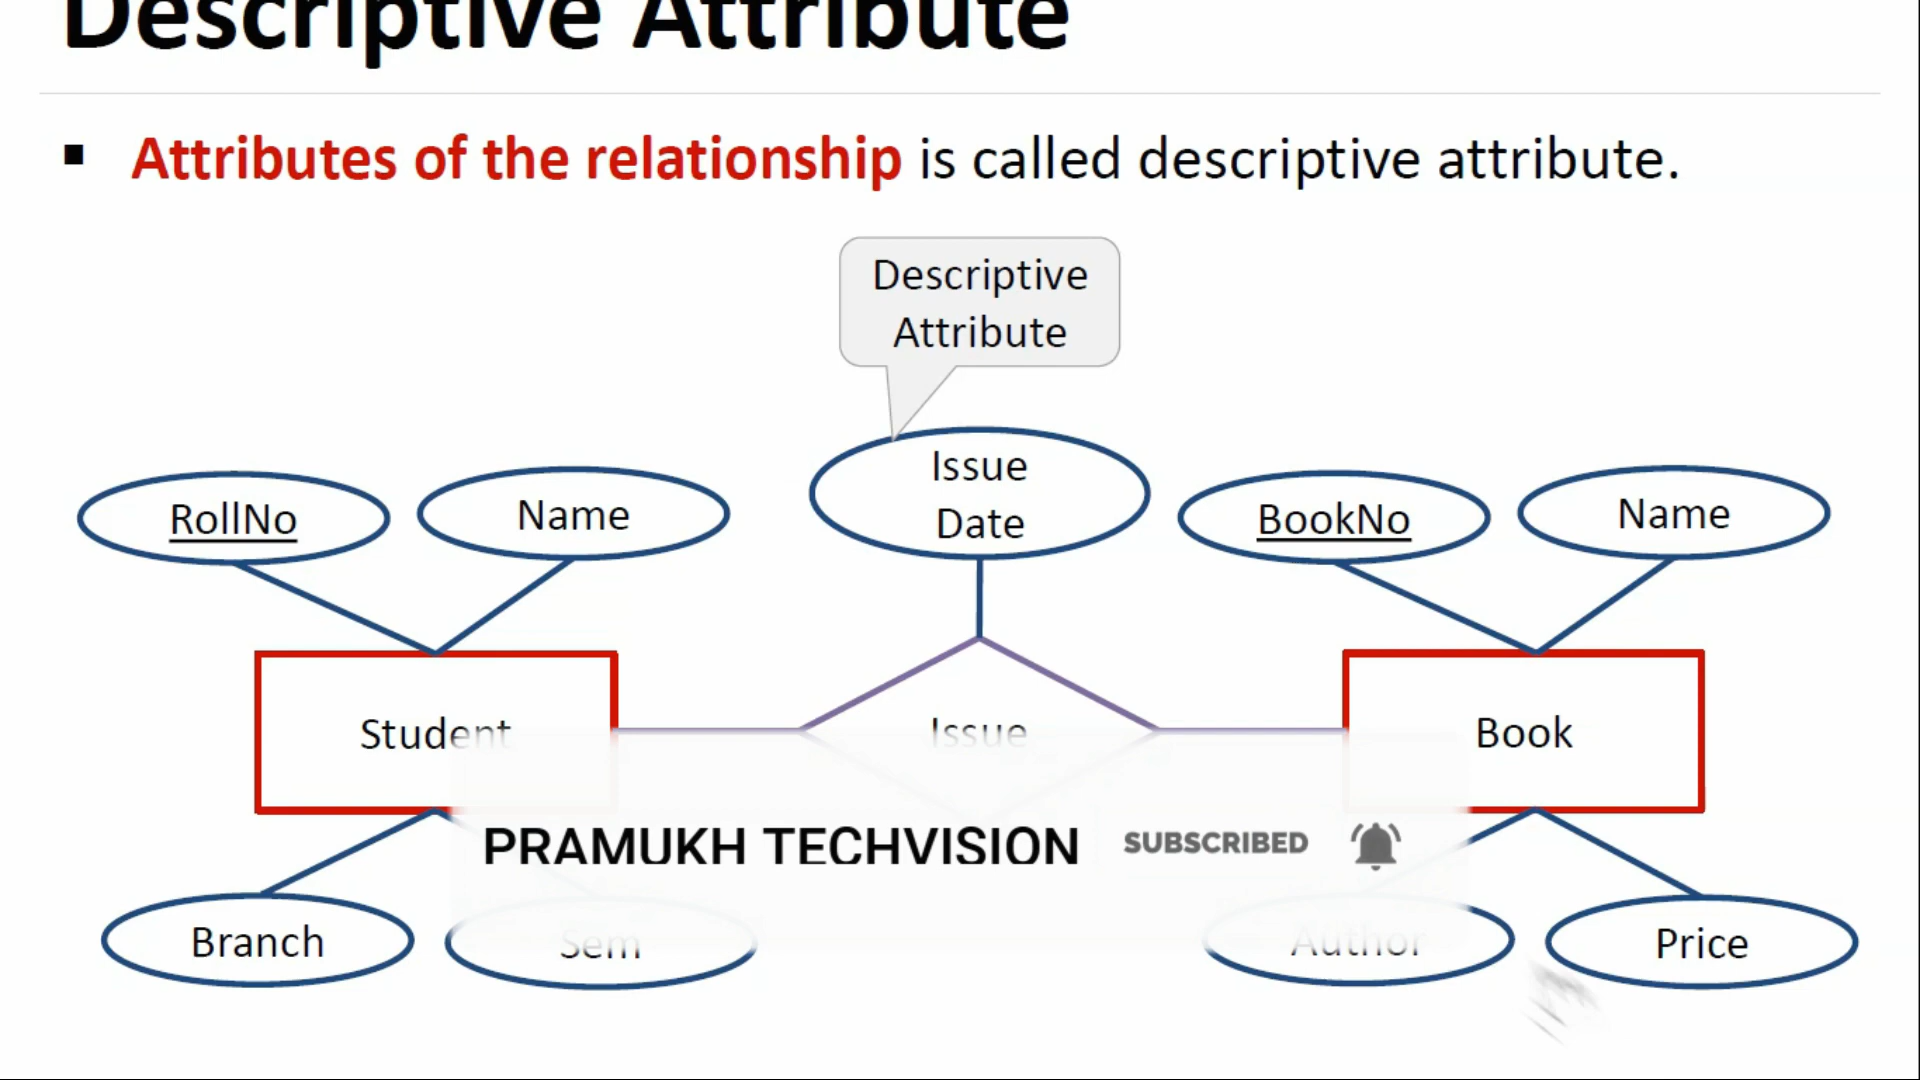 Descriptive Attribute
▪ Attributes of the relationship is called descriptive attribute.
Descriptive
Attribute
RollNo
Name
Issue
Date
BookNo
Name
Student
Issue
Book
PRAMUKH TECHVISION
SUBSCRIBED
Branch
Sem
Author
Price